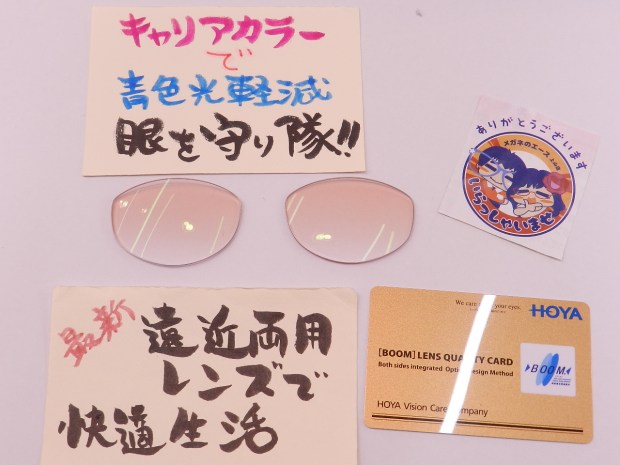 キャリアカラー
で
青色光軽減
眼を守り隊!!
ありがとうございます
メガネのエース
いらっしゃいませ
最新
遠近両用
レンズで
快適生活
We care your eyes.
HOYA
[BOOM] LENS QUALITY CARD
Both sides integrated Optical Design Method
BOOM.
HOYA Vision Care Company